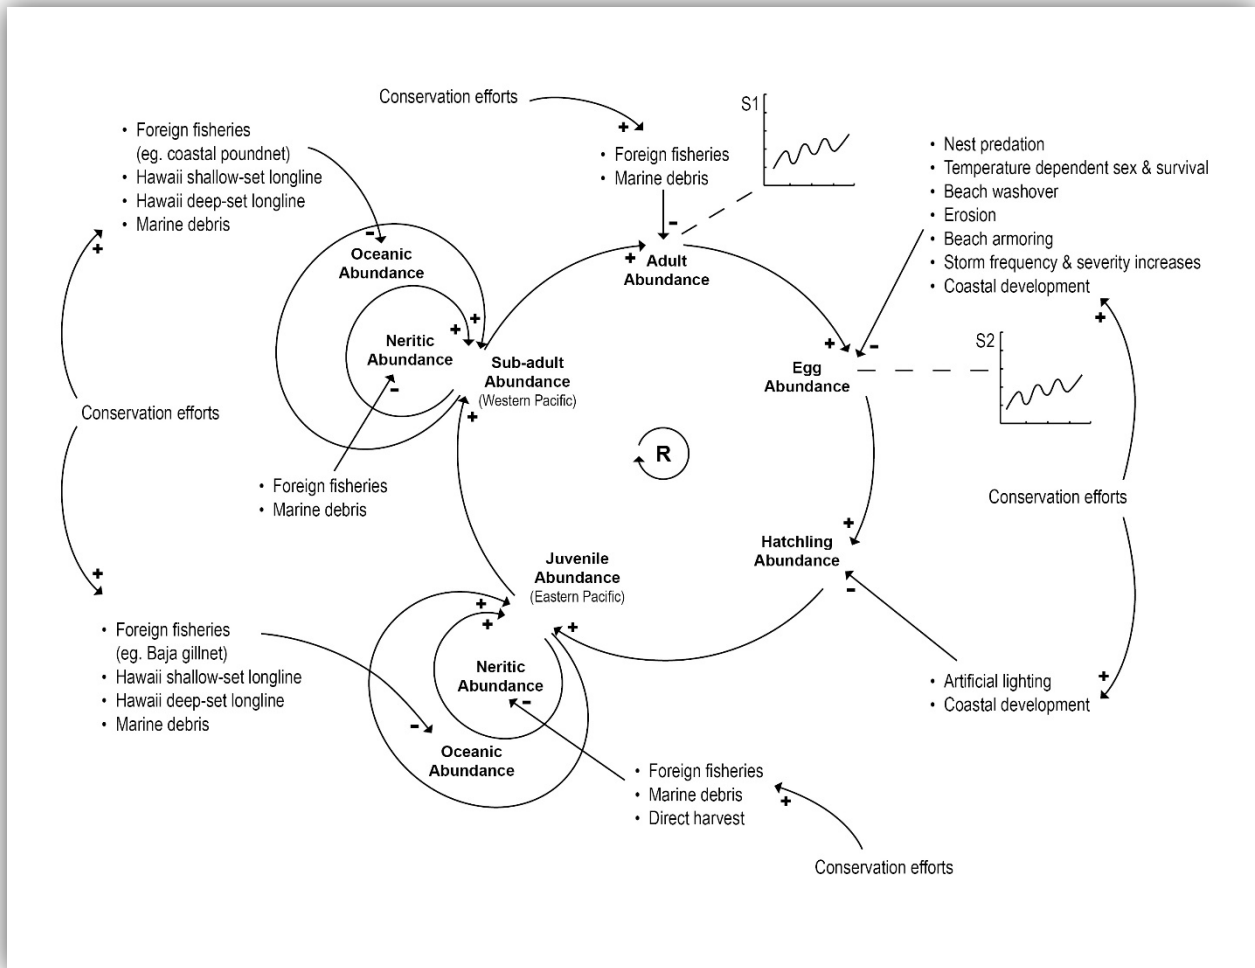 Conservation efforts
• Foreign fisheries
(eg. coastal poundnet)
• Hawaii shallow-set longline
• Hawaii deep-set longline
• Marine debris
+
• Foreign fisheries
• Marine debris
-
S1
• Nest predation
• Temperature dependent sex & survival
• Beach washover
• Erosion
• Beach armoring
• Storm frequency & severity increases
• Coastal development
+
-
Oceanic
Abundance
+
Adult
Abundance
+
+
Neritic
Abundance
-
Sub-adult
Abundance
(Western Pacific)
+
+
-
Egg
Abundance
S2
+
Conservation efforts
R
• Foreign fisheries
• Marine debris
Conservation efforts
+
Hatchling
Abundance
-
Juvenile
Abundance
(Eastern Pacific)
+
+
+
+
• Foreign fisheries
(eg. Baja gillnet)
• Hawaii shallow-set longline
• Hawaii deep-set longline
• Marine debris
Neritic
Abundance
-
-
Oceanic
Abundance
+
• Artificial lighting
• Coastal development
• Foreign fisheries
• Marine debris
• Direct harvest
+
Conservation efforts